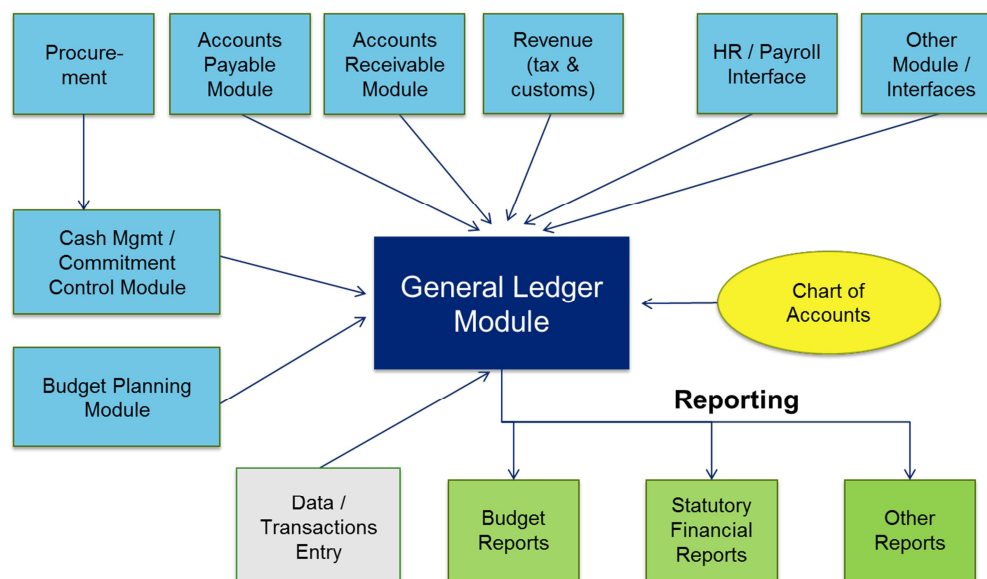 Procure-
ment
Accounts
Payable
Module
Accounts
Receivable
Module
Revenue
(tax &
customs)
HR / Payroll
Interface
Other
Module /
Interfaces
Cash Mgmt /
Commitment
Control Module
General Ledger
Module
Chart of
Accounts
Budget Planning
Module
Reporting
Data /
Transactions
Entry
Budget
Reports
Statutory
Financial
Reports
Other
Reports